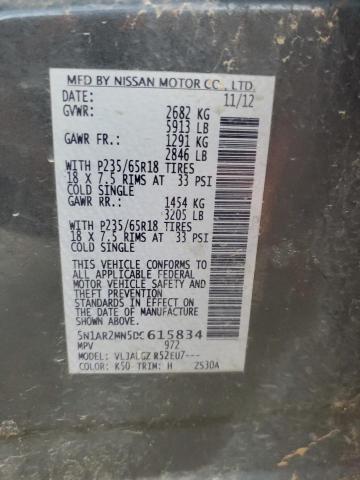 MFD BY NISSAN MOTOR CO., LTD.
DATE: 11/12
GVWR: 2682 KG
5913 LB
GAWR FR.: 1291 KG
2846 LB
WITH P235/65R18 TIRES
18 X 7.5 RIMS AT 33 PSI
COLD SINGLE
GAWR RR.: 1454 KG
3205 LB
WITH P235/65R18 TIRES
18 X 7.5 RIMS AT 33 PSI
COLD SINGLE
THIS VEHICLE CONFORMS TO
ALL APPLICABLE FEDERAL
MOTOR VEHICLE SAFETY AND
THEFT PREVENTION
STANDARDS IN EFFECT ON
THE DATE OF MANUFACTURE
SHOWN ABOVE.
5N1AR2MN5DC615834
MPV 972
MODEL: VLJALGZ R52EU7---
COLOR: K50 TRIM: H 2530A